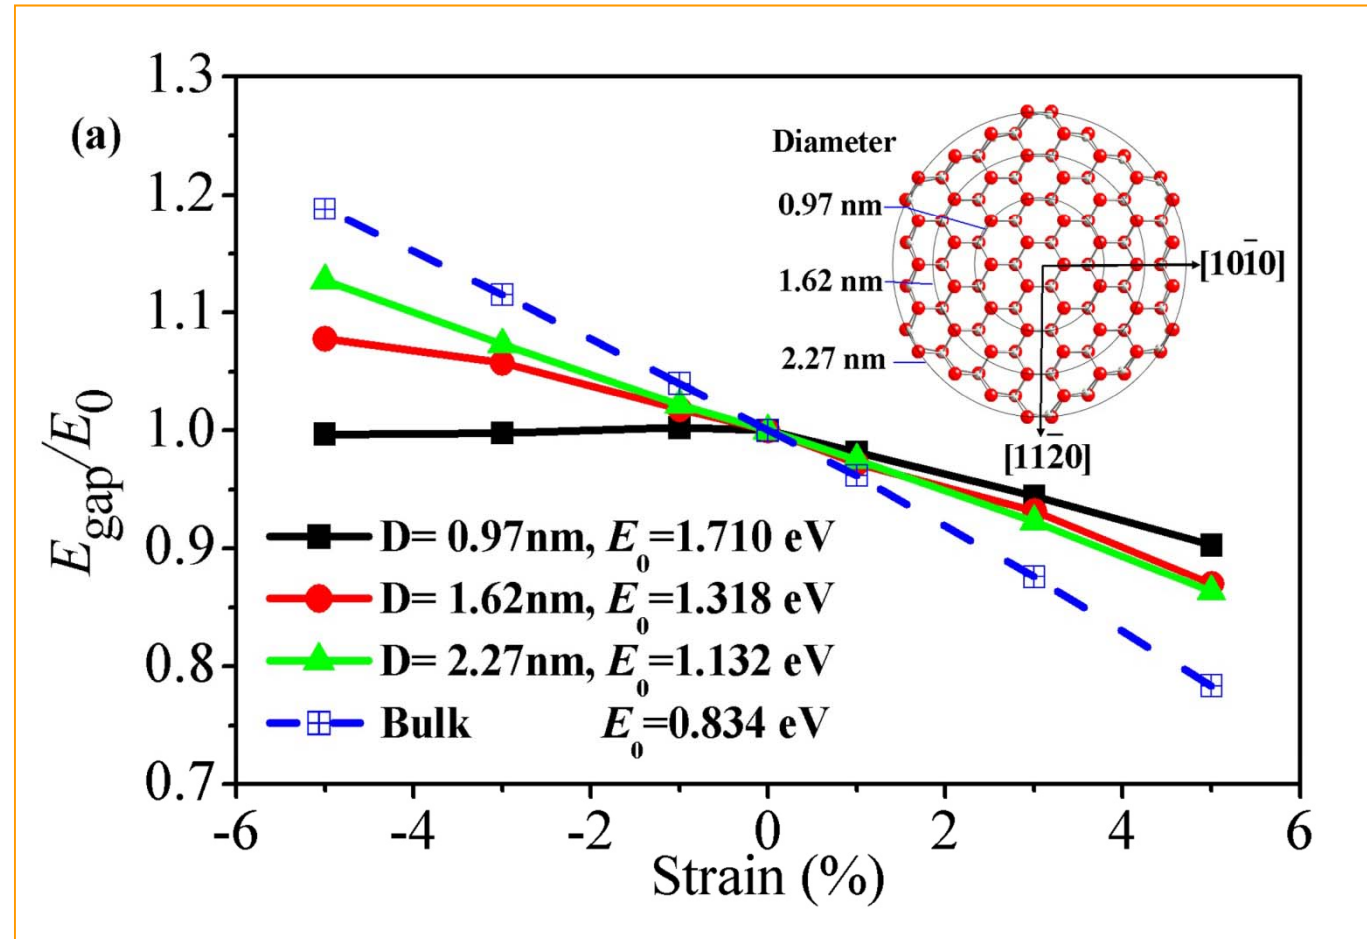 (a)
1.3
1.2
1.1
1.0
0.9
0.8
0.7
E_gap/E_0
Diameter
0.97 nm
1.62 nm
2.27 nm
[101̄0]
[112̄0]
D= 0.97nm, E_0=1.710 eV
D= 1.62nm, E_0=1.318 eV
D= 2.27nm, E_0=1.132 eV
Bulk E_0=0.834 eV
-6 -4 -2 0 2 4 6
Strain (%)